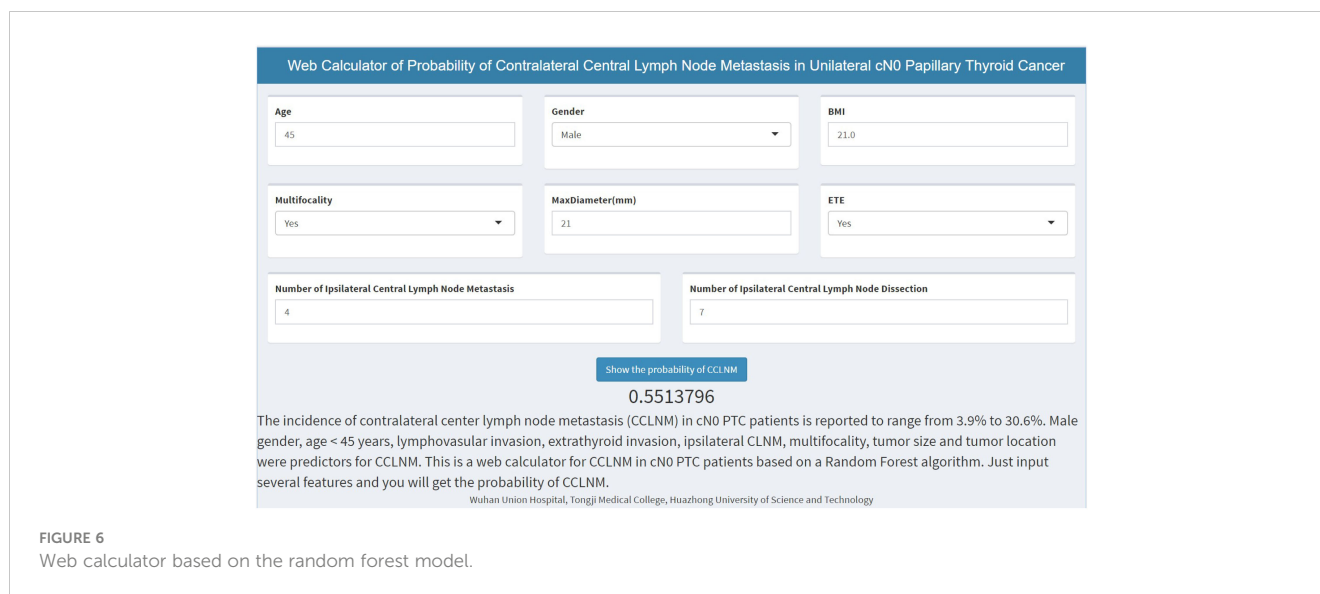 Web Calculator of Probability of Contralateral Central Lymph Node Metastasis in Unilateral cN0 Papillary Thyroid Cancer
Age
45
Gender
Male
BMI
21.0
Multifocality
Yes
MaxDiameter(mm)
21
ETE
Yes
Number of Ipsilateral Central Lymph Node Metastasis
4
Number of Ipsilateral Central Lymph Node Dissection
7
Show the probability of CCLNM
0.5513796
The incidence of contralateral center lymph node metastasis (CCLNM) in cN0 PTC patients is reported to range from 3.9% to 30.6%. Male
gender, age < 45 years, lymphovasular invasion, extrathyroid invasion, ipsilateral CLNM, multifocality, tumor size and tumor location
were predictors for CCLNM. This is a web calculator for CCLNM in cN0 PTC patients based on a Random Forest algorithm. Just input
several features and you will get the probability of CCLNM.
Wuhan Union Hospital, Tongji Medical College, Huazhong University of Science and Technology
FIGURE 6
Web calculator based on the random forest model.